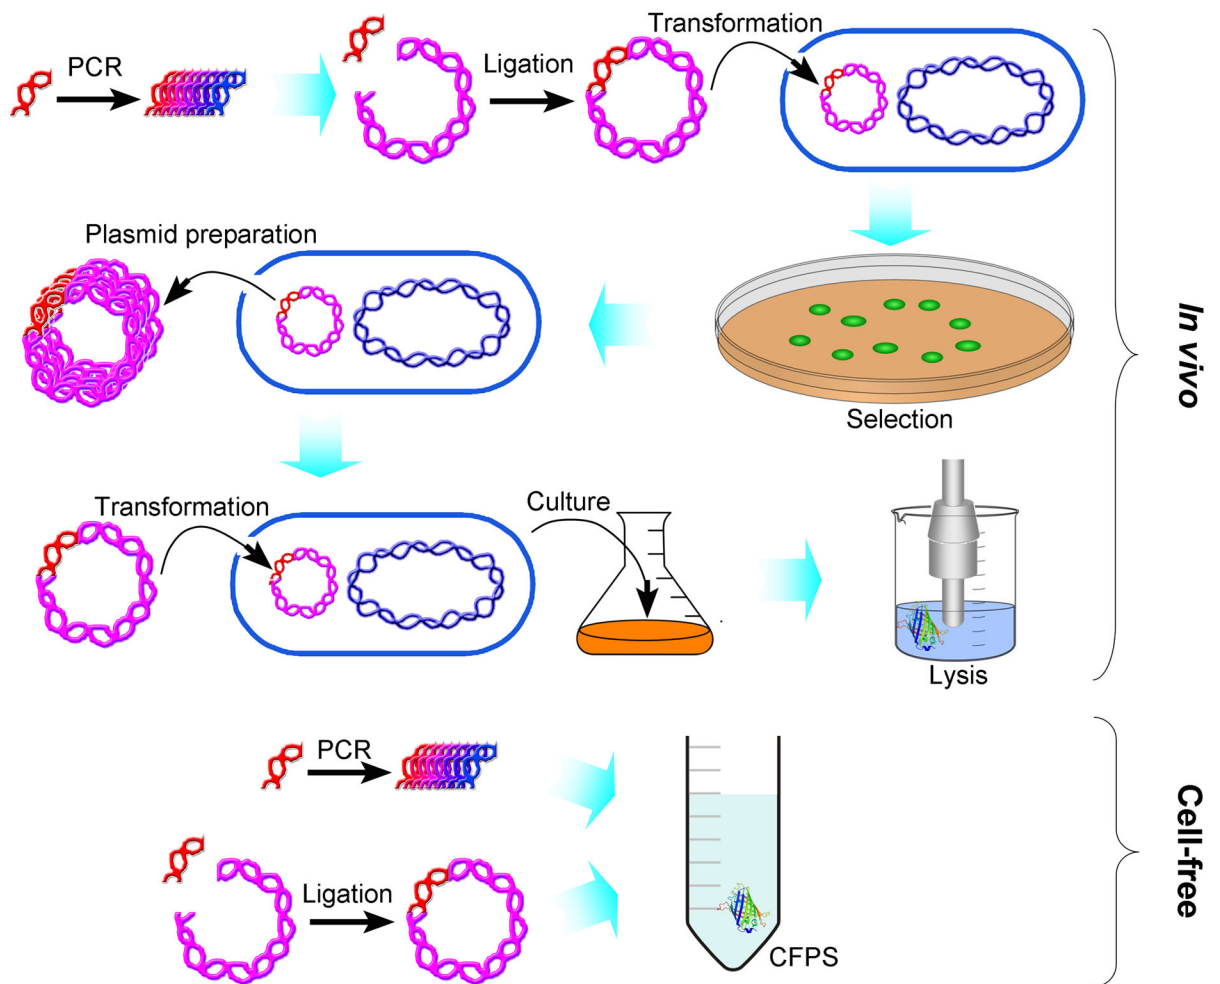 PCR
Ligation
Transformation
Plasmid preparation
Selection
Transformation
Culture
Lysis
In vivo
PCR
Ligation
CFPS
Cell-free